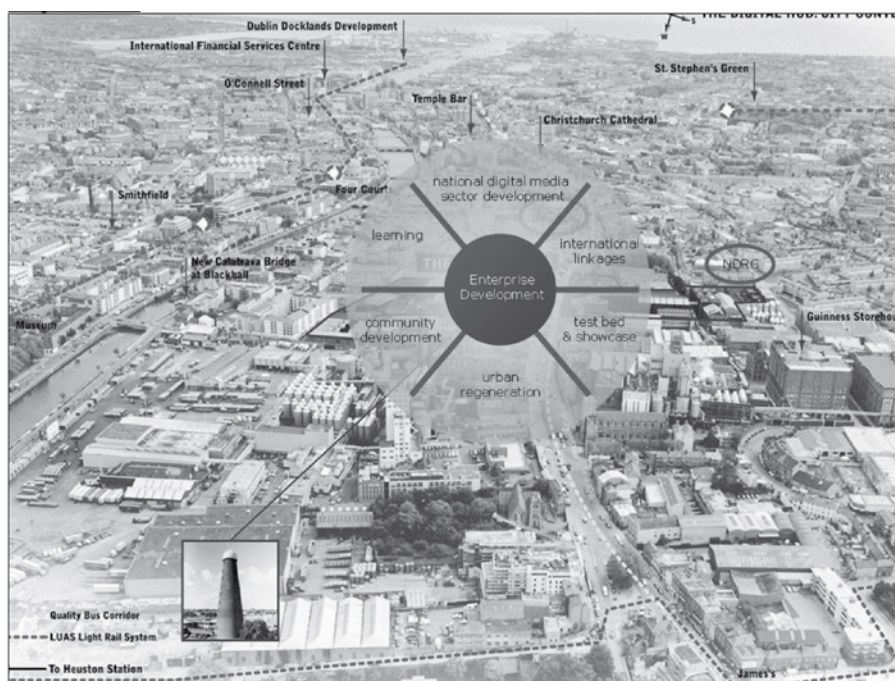 Dublin Docklands Development
THE DIGITAL HUB: CITY
W
S
International Financial Services Centre
O'Connell Street
St. Stephen's Green
Temple Bar
Christchurch Cathedral
Smithfield
Four Court
national digital media
sector development
learning
international
linkages
THE
NDRC
New Calatrava Bridge
at Blackhall
Enterprise
Development
Museum
community
development
test bed
& showcase
Guinness Storeho
urban
regeneration
Quality Bus Corridor
LUAS Light Rail System
To Heuston Station
James's